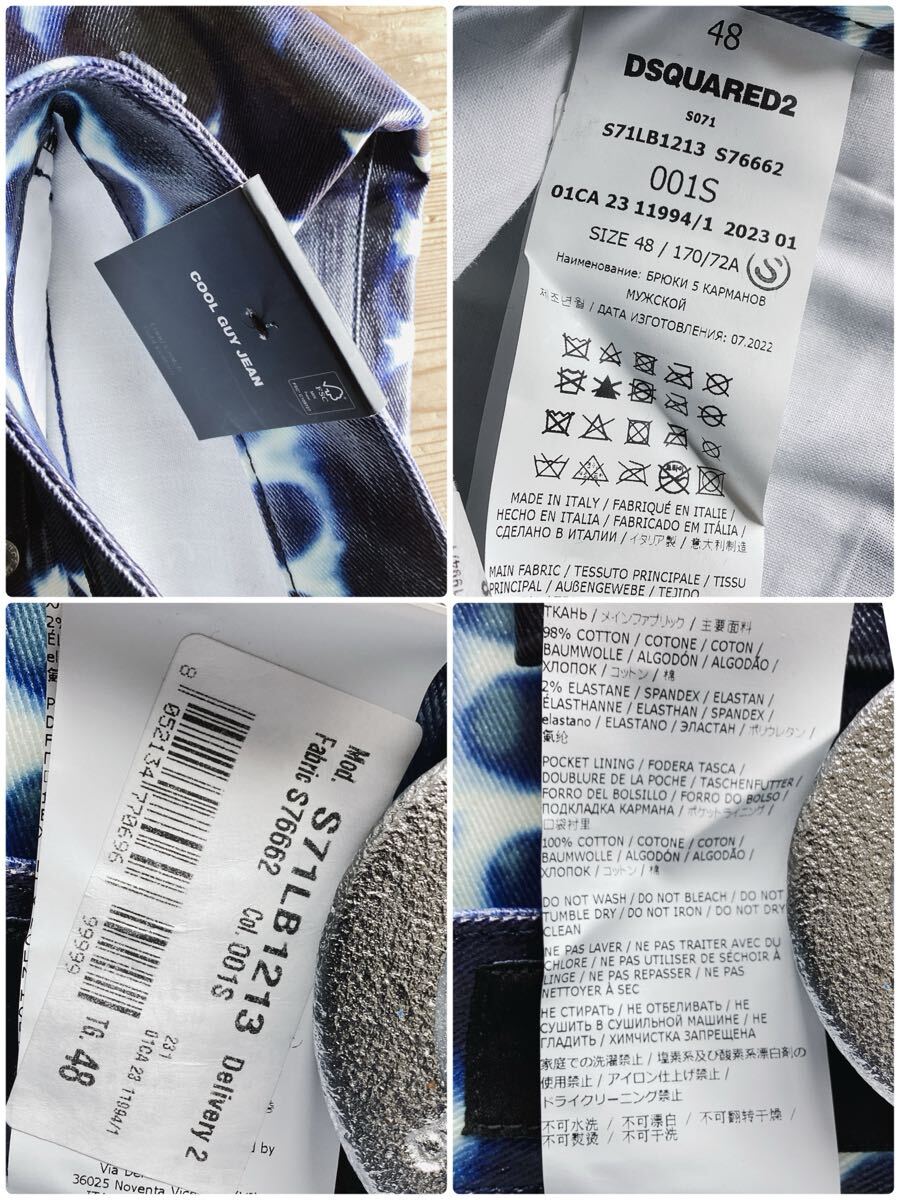 COOL GUY JEAN
FSC
48
DSQUARED2
S071
S71LB1213 S76662
001S
01CA 23 11994/1 2023 01
SIZE 48 / 170/72A S
Наименование: БРЮКИ 5 КАРМАНОВ
МУЖСКОЙ
제조년월 / ДАТА ИЗГОТОВЛЕНИЯ: 07.2022
MADE IN ITALY / FABRIQUÉ EN ITALIE /
HECHO EN ITALIA / FABRICADO EM ITÁLIA /
СДЕЛАНО В ИТАЛИИ / イタリア製 / 意大利制造
MAIN FABRIC / TESSUTO PRINCIPALE / TISSU
PRINCIPAL / AUßENGEWEBE / TEJIDO
Mod. S71LB1213 Delivery 2
Fabric S76662 Col. 001S
8 052134 770696
99999
281
01CA 23 11994/1
TG. 48
d by
36025 Noventa
ТКАНЬ / メインファブリック / 主要面料
98% COTTON / COTONE / COTON /
BAUMWOLLE / ALGODÓN / ALGODÃO /
ХЛОПОК / コットン / 棉
2% ELASTANE / SPANDEX / ELASTAN /
ÉLASTHANNE / ELASTHAN / SPANDEX /
elastano / ELASTANO / ЭЛАСТАН / ポリウレタン /
氨纶
POCKET LINING / FODERA TASCA /
DOUBLURE DE LA POCHE / TASCHENFUTTER /
FORRO DEL BOLSILLO / FORRO DO BOLSO /
ПОДКЛАДКА КАРМАНА / ポケットライニング /
口袋衬里
100% COTTON / COTONE / COTON /
BAUMWOLLE / ALGODÓN / ALGODÃO /
ХЛОПОК / コットン / 棉
DO NOT WASH / DO NOT BLEACH / DO NOT
TUMBLE DRY / DO NOT IRON / DO NOT DRY
CLEAN
NE PAS LAVER / NE PAS TRAITER AVEC DU
CHLORE / NE PAS UTILISER DE SÉCHOIR À
LINGE / NE PAS REPASSER / NE PAS
NETTOYER À SEC
НЕ СТИРАТЬ / НЕ ОТБЕЛИВАТЬ / НЕ
СУШИТЬ В СУШИЛЬНОЙ МАШИНЕ / НЕ
ГЛАДИТЬ / ХИМЧИСТКА ЗАПРЕЩЕНА
家庭での洗濯禁止 / 塩素系及び酸素系漂白剤の
使用禁止 / アイロン仕上げ禁止 /
ドライクリーニング禁止
不可水洗 / 不可漂白 / 不可翻转干燥 /
不可熨烫 / 不可干洗